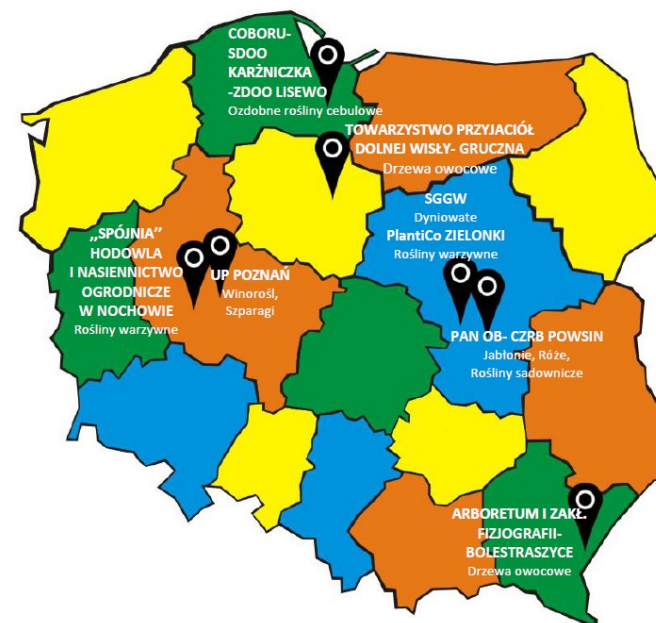 COBORU-
SDOO
KARŻNICZKA
-ZDOO LISEWO
Ozdobne rośliny cebulowe
TOWARZYSTWO PRZYJACIÓŁ
DOLNEJ WISŁY- GRUCZNA
Drzewa owocowe
SGGW
Dyniowate
PlantiCo ZIELONKI
Rośliny warzywne
„SPÓJNIA”
HODOWLA
I NASIENNICTWO
OGRODNICZE
W NOCHOWIE
Rośliny warzywne
UP POZNAŃ
Winorośl,
Szparagi
PAN OB- CZRB POWSIN
Jabłonie, Róże,
Rośliny sadownicze
ARBORETUM I ZAKŁ.
FIZJOGRAFII-
BOLESTRASZYCE
Drzewa owocowe